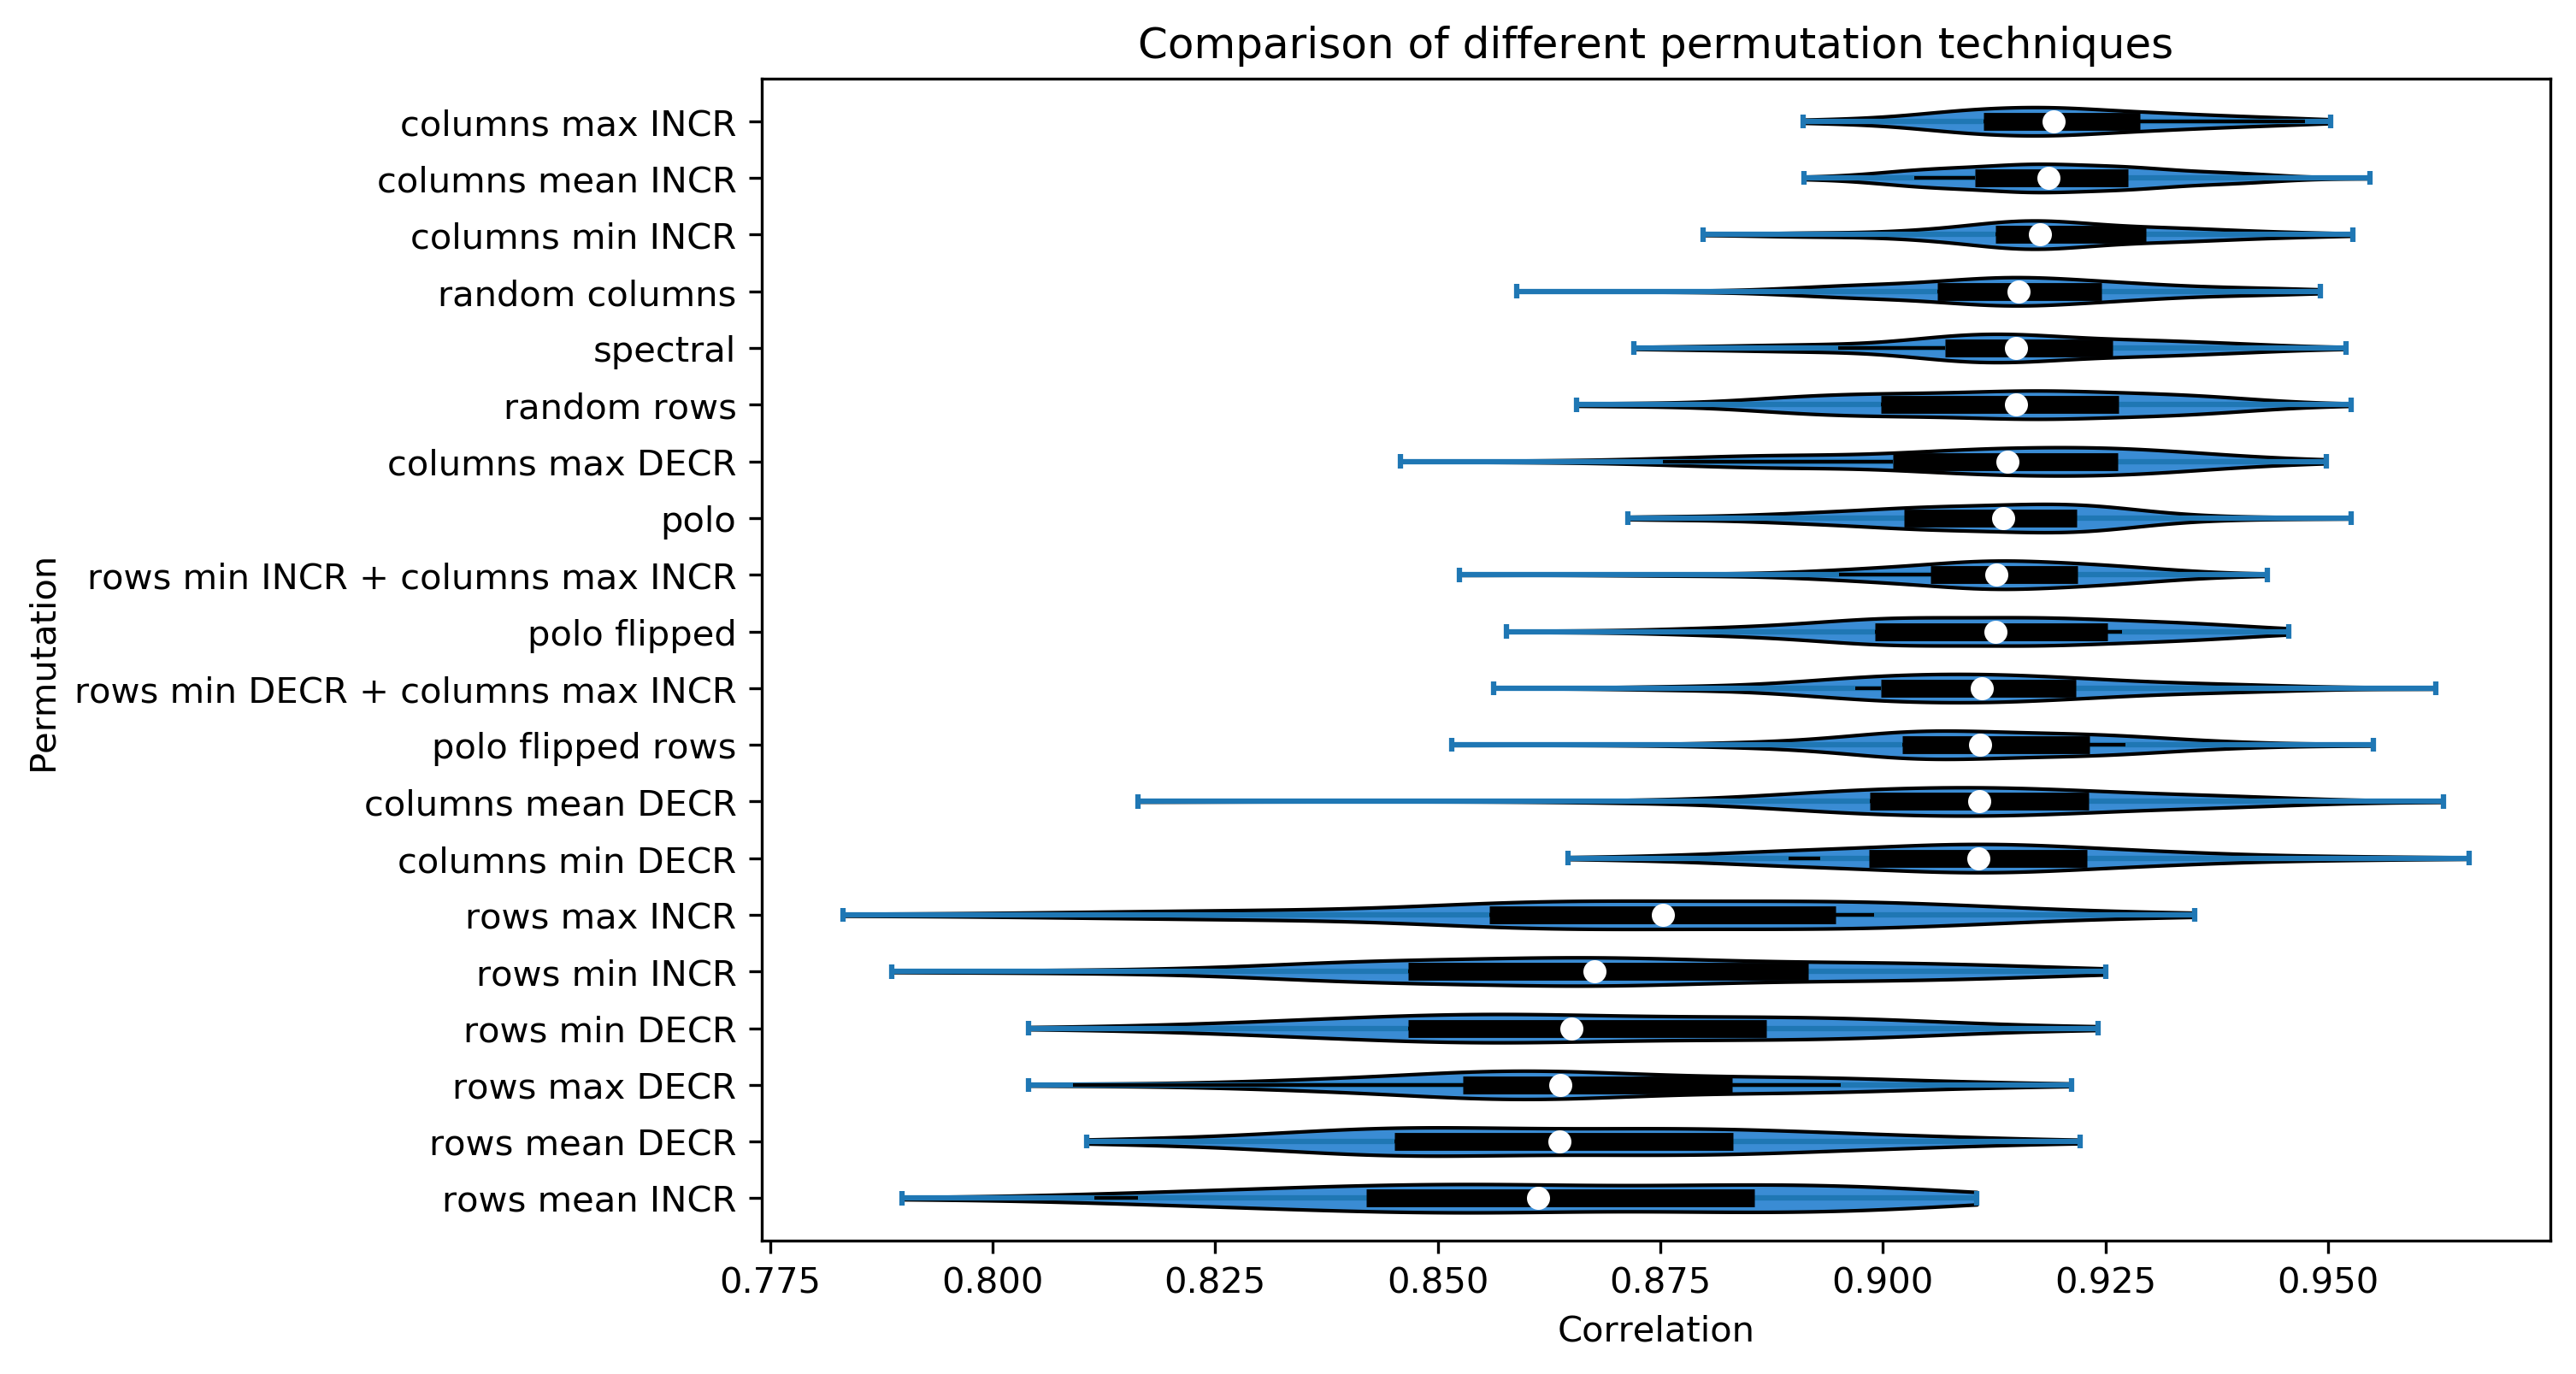 Comparison of different permutation techniques
columns max INCR
columns mean INCR
columns min INCR
random columns
spectral
random rows
columns max DECR
polo
rows min INCR + columns max INCR
polo flipped
rows min DECR + columns max INCR
polo flipped rows
columns mean DECR
columns min DECR
rows max INCR
rows min INCR
rows min DECR
rows max DECR
rows mean DECR
rows mean INCR
Permutation
0.775 0.800 0.825 0.850 0.875 0.900 0.925 0.950
Correlation